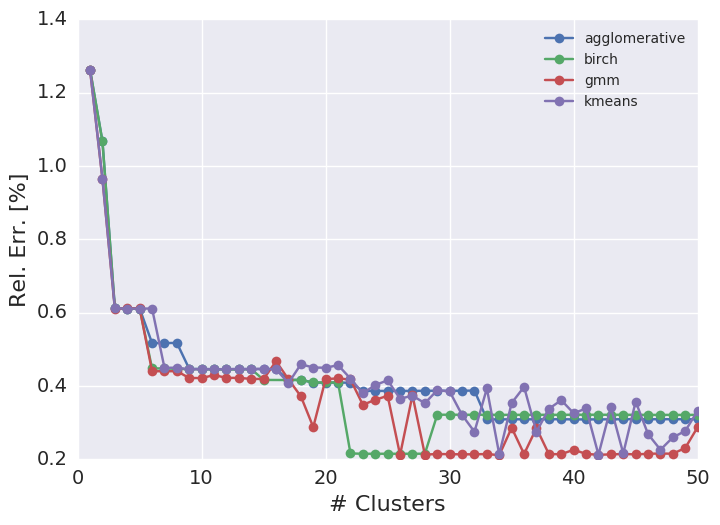 1.4
1.2
1.0
0.8
0.6
0.4
0.2
Rel. Err. [%]
agglomerative
birch
gmm
kmeans
0 10 20 30 40 50
# Clusters